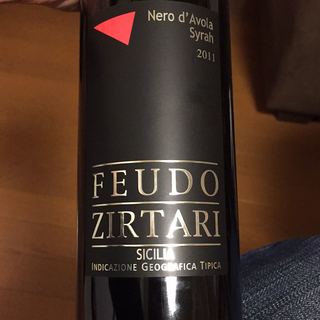 Nero d'Avola
Syrah
2011
FEUDO
ZIRTARI
SICILIA
INDICAZIONE GEOGRAFICA TIPICA